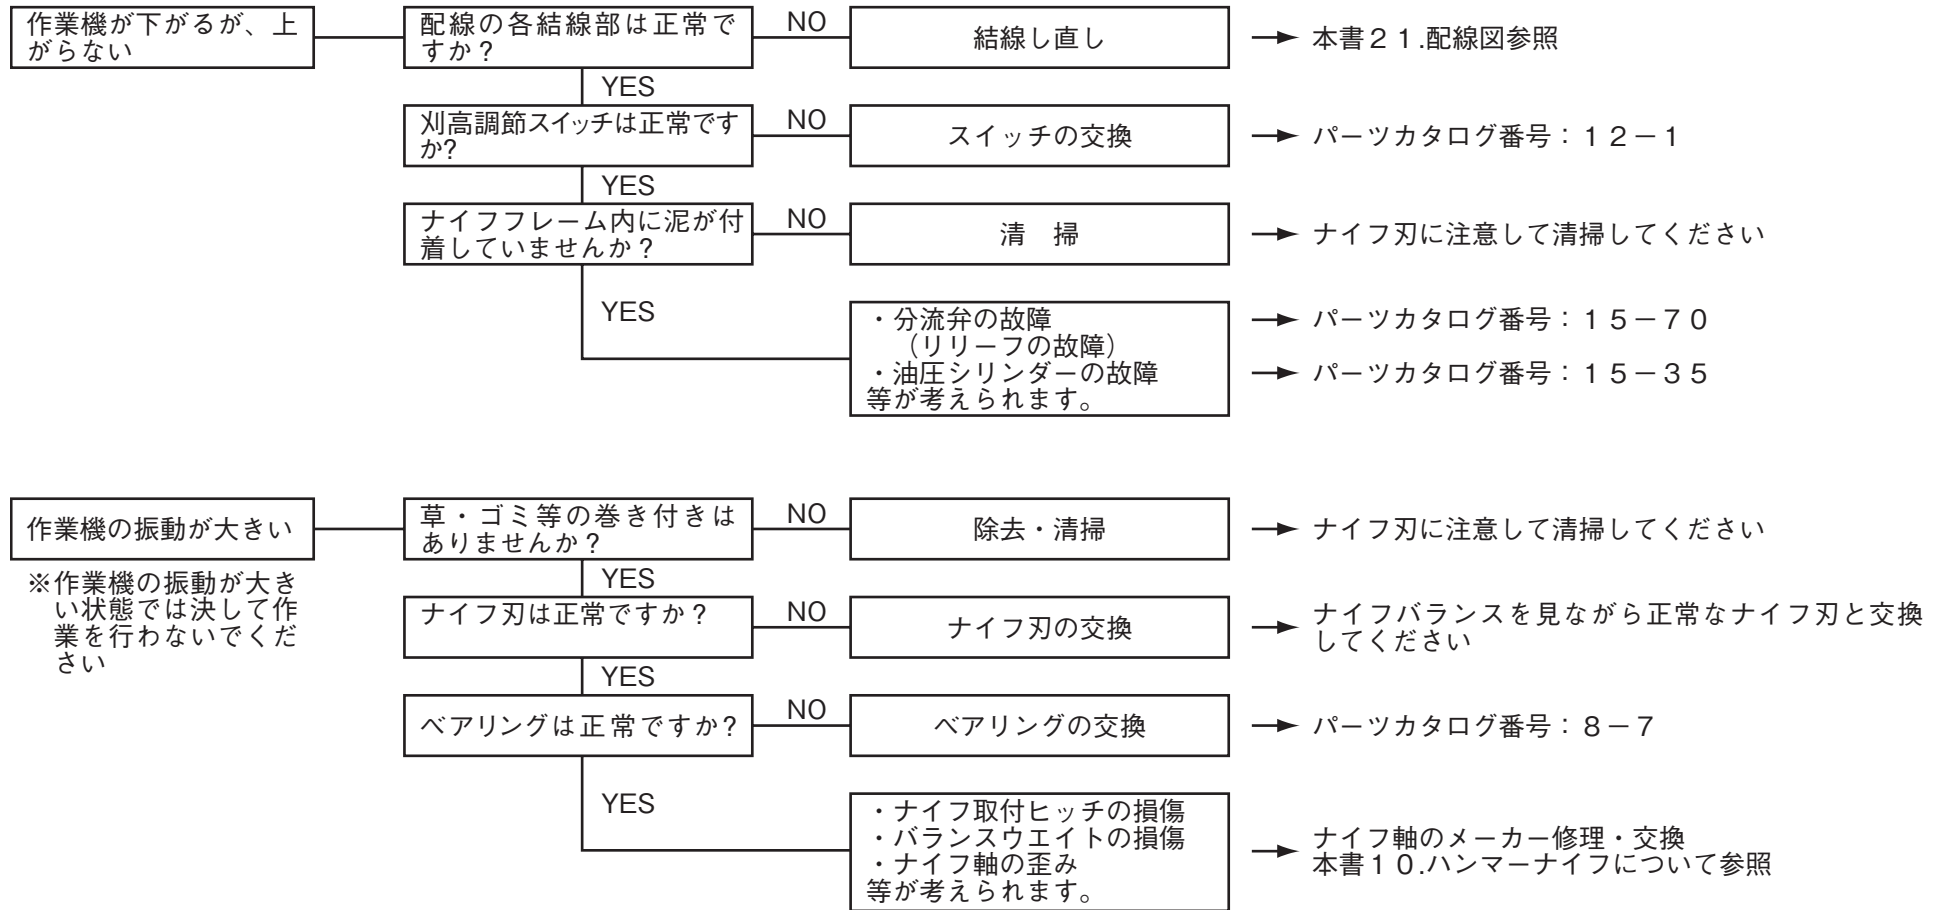 作業機が下がるが、上
がらない
配線の各結線部は正常で
すか？
NO
結線し直し
本書２１.配線図参照
YES
刈高調節スイッチは正常です
か?
NO
スイッチの交換
パーツカタログ番号：１２－１
YES
ナイフフレーム内に泥が付
着していませんか？
NO
清　掃
ナイフ刃に注意して清掃してください
YES
・分流弁の故障
（リリーフの故障）
・油圧シリンダーの故障
等が考えられます。
パーツカタログ番号：１５－７０
パーツカタログ番号：１５－３５
作業機の振動が大きい
※作業機の振動が大き
い状態では決して作
業を行わないでくだ
さい
草・ゴミ等の巻き付きは
ありませんか？
NO
除去・清掃
ナイフ刃に注意して清掃してください
YES
ナイフ刃は正常ですか？
NO
ナイフ刃の交換
ナイフバランスを見ながら正常なナイフ刃と交換
してください
YES
ベアリングは正常ですか?
NO
ベアリングの交換
パーツカタログ番号：８－７
YES
・ナイフ取付ヒッチの損傷
・バランスウエイトの損傷
・ナイフ軸の歪み
等が考えられます。
ナイフ軸のメーカー修理・交換
本書１０.ハンマーナイフについて参照